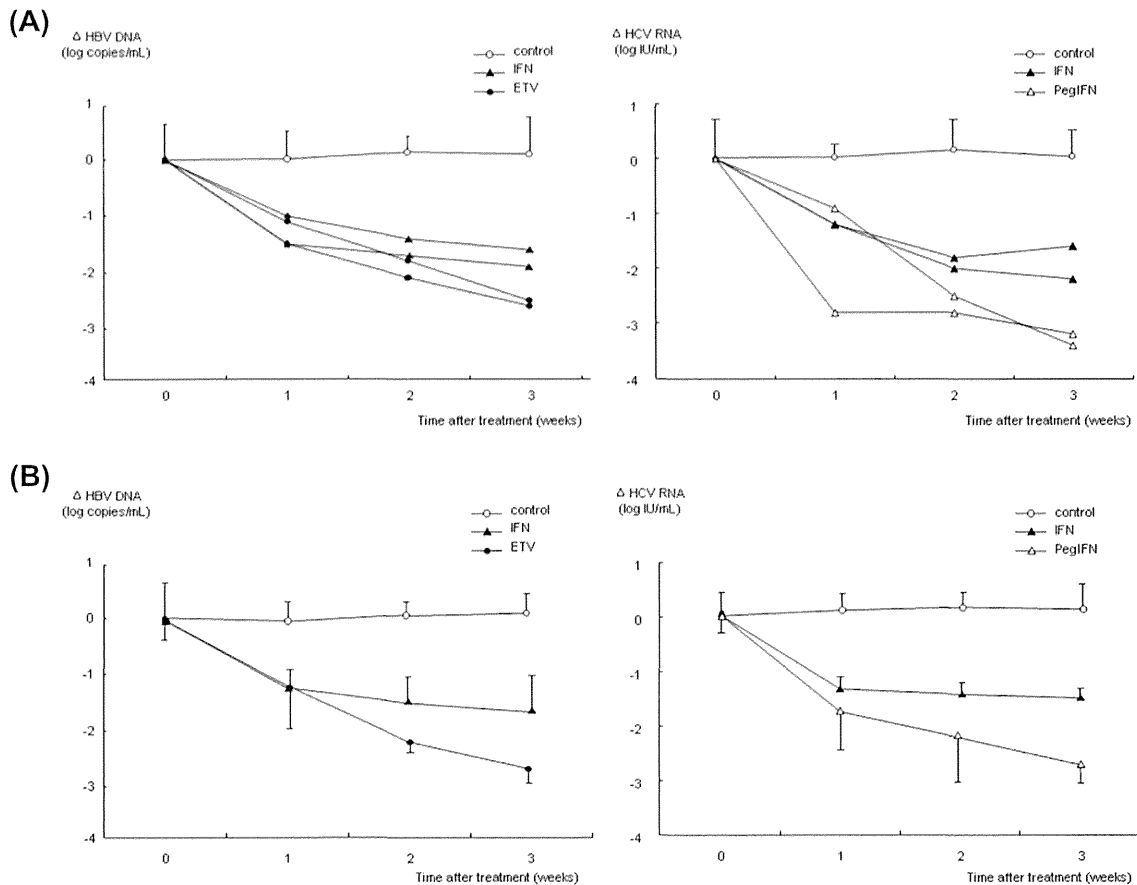 (A)
Δ HBV DNA
(log copies/mL)
control
IFN
ETV
1
0
-1
-2
-3
-4
0 1 2 3
Time after treatment (weeks)
Δ HCV RNA
(log IU/mL)
control
IFN
PegIFN
1
0
-1
-2
-3
-4
0 1 2 3
Time after treatment (weeks)
(B)
Δ HBV DNA
(log copies/mL)
control
IFN
ETV
1
0
-1
-2
-3
-4
0 1 2 3
Time after treatment (weeks)
Δ HCV RNA
(log IU/mL)
control
IFN
PegIFN
1
0
-1
-2
-3
-4
0 1 2 3
Time after treatment (weeks)